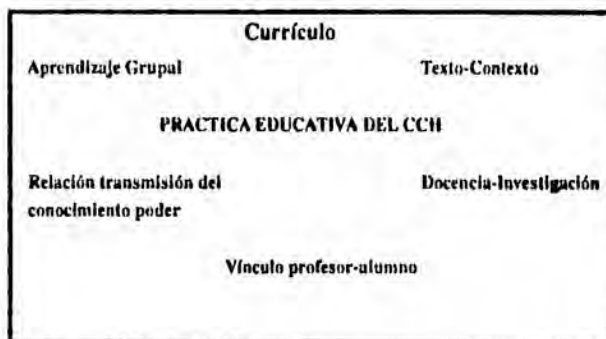 Currículo
Aprendizaje Grupal
Texto-Contexto
PRACTICA EDUCATIVA DEL CCH
Relación transmisión del
conocimiento poder
Docencia-Investigación
Vínculo profesor-alumno